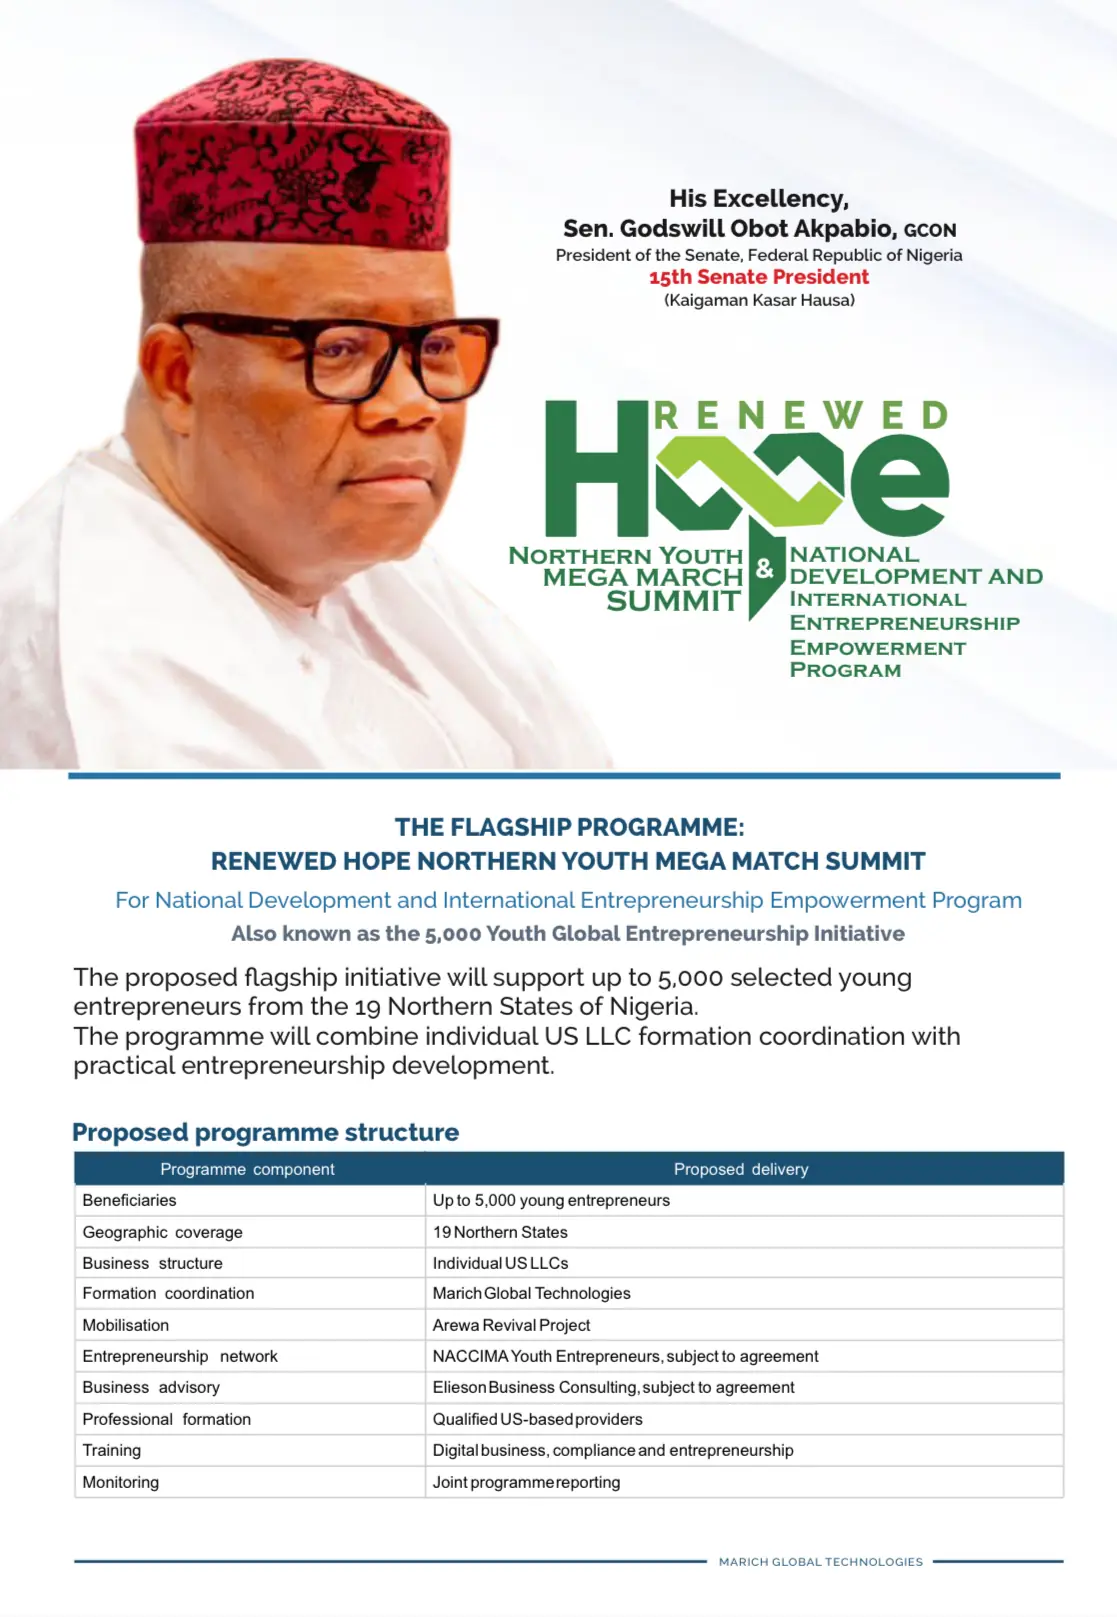 His Excellency,
Sen. Godswill Obot Akpabio, GCON
President of the Senate, Federal Republic of Nigeria
15th Senate President
(Kaigaman Kasar Hausa)
RENEWED
Hope
NORTHERN YOUTH
MEGA MARCH
SUMMIT
&
NATIONAL
DEVELOPMENT AND
INTERNATIONAL
ENTREPRENEURSHIP
EMPOWERMENT
PROGRAM
THE FLAGSHIP PROGRAMME:
RENEWED HOPE NORTHERN YOUTH MEGA MATCH SUMMIT
For National Development and International Entrepreneurship Empowerment Program
Also known as the 5,000 Youth Global Entrepreneurship Initiative
The proposed flagship initiative will support up to 5,000 selected young
entrepreneurs from the 19 Northern States of Nigeria.
The programme will combine individual US LLC formation coordination with
practical entrepreneurship development.
Proposed programme structure
Programme component Proposed delivery
Beneficiaries Up to 5,000 young entrepreneurs
Geographic coverage 19 Northern States
Business structure Individual US LLCs
Formation coordination Marich Global Technologies
Mobilisation Arewa Revival Project
Entrepreneurship network NACCIMA Youth Entrepreneurs, subject to agreement
Business advisory Elieson Business Consulting, subject to agreement
Professional formation Qualified US-based providers
Training Digital business, compliance and entrepreneurship
Monitoring Joint programme reporting
MARICH GLOBAL TECHNOLOGIES